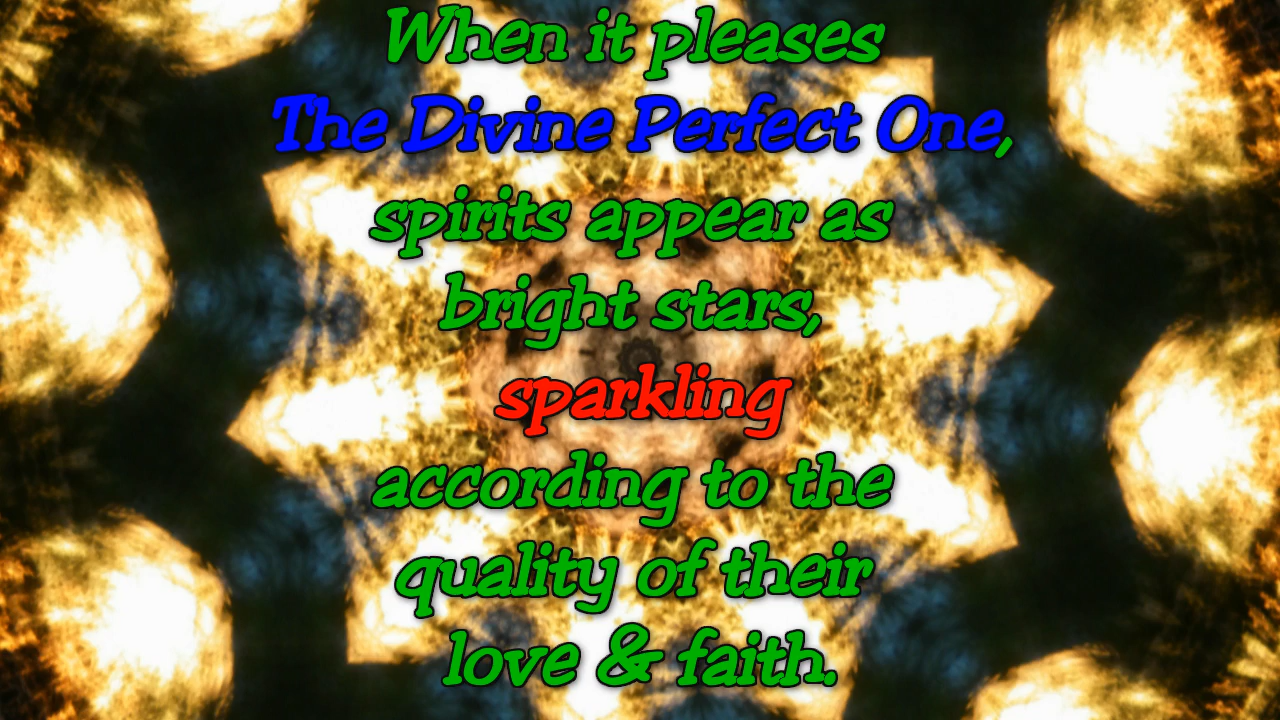 When it pleases
The Divine Perfect One,
spirits appear as
bright stars,
sparkling
according to the
quality of their
love & faith.